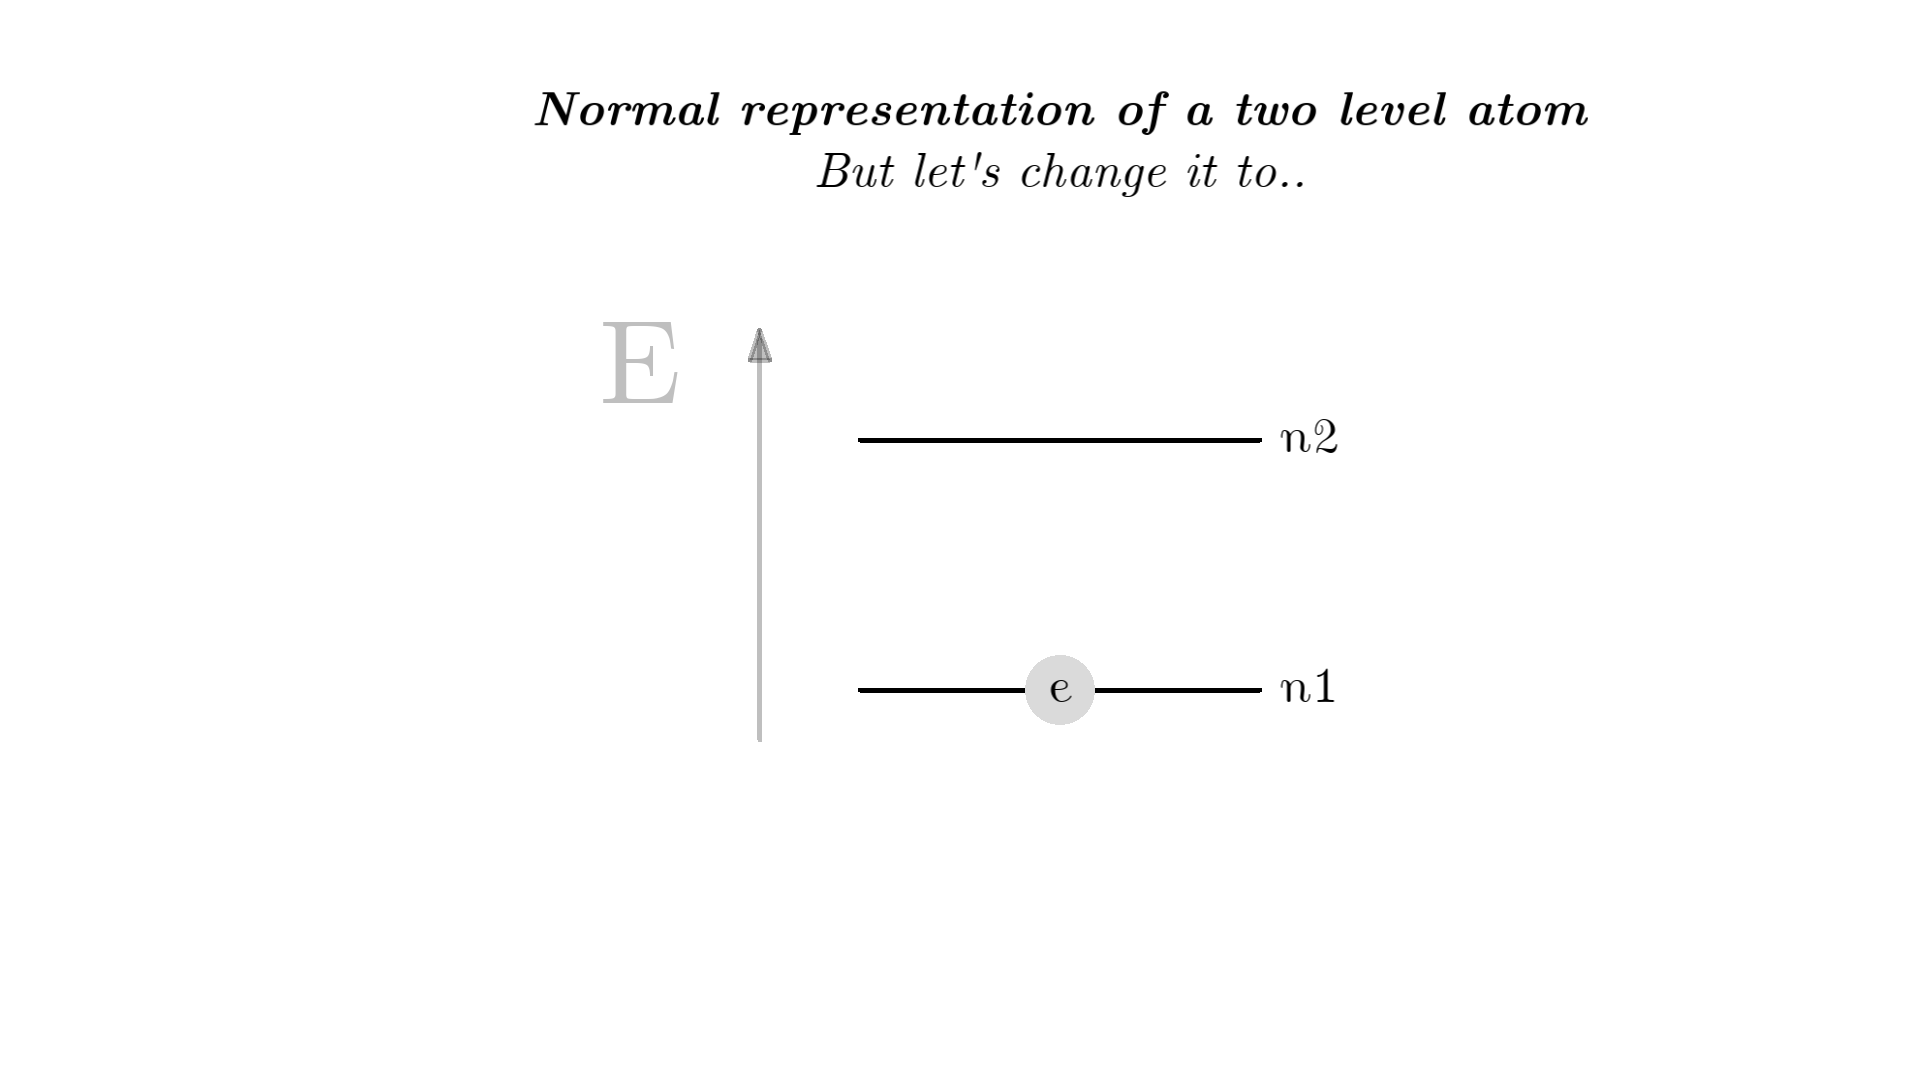 Normal representation of a two level atom
But let's change it to..
E
n2
e
n1